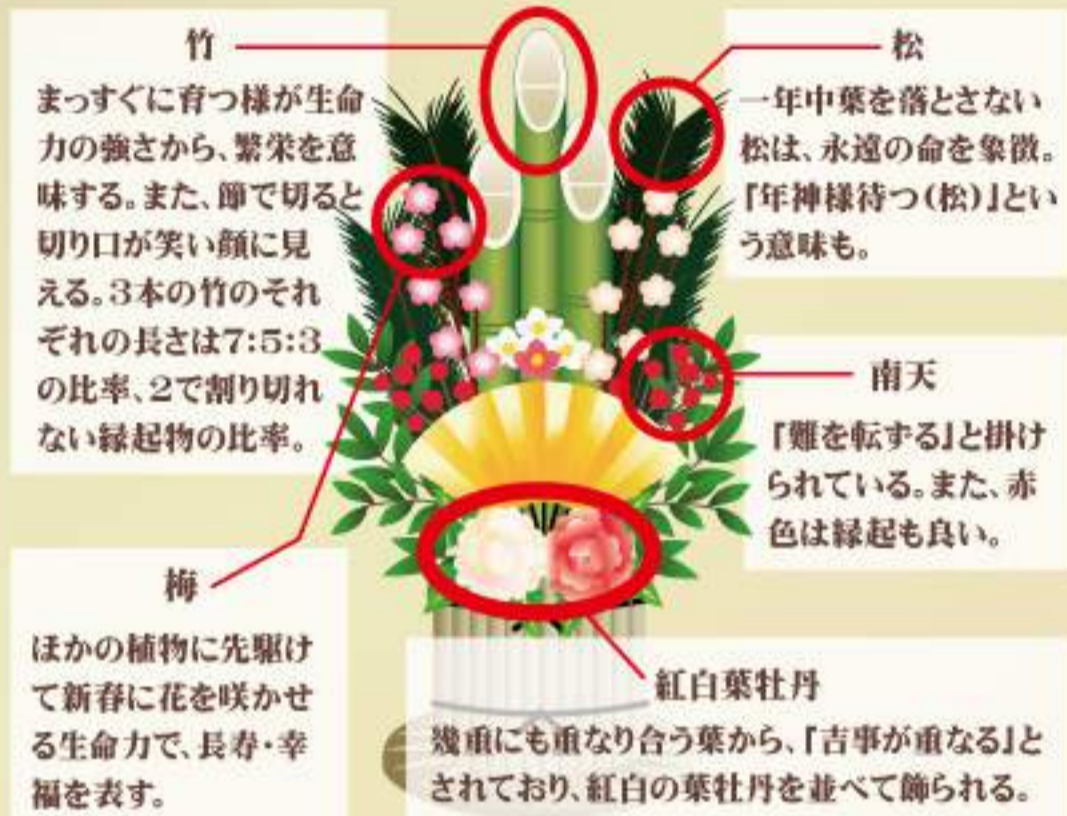 竹
まっすぐに育つ様が生命
力の強さから、繁栄を意
味する。また、節で切ると
切り口が笑い顔に見
える。3本の竹のそれ
ぞれの長さは7:5:3
の比率、2で割り切れ
ない縁起物の比率。
松
一年中葉を落とさない
松は、永遠の命を象徴。
「年神様待つ(松)」とい
う意味も。
南天
「難を転ずる」と掛け
られている。また、赤
色は縁起も良い。
梅
ほかの植物に先駆け
て新春に花を咲かせ
る生命力で、長寿・幸
福を表す。
紅白葉牡丹
幾重にも重なり合う葉から、「吉事が重なる」と
されており、紅白の葉牡丹を並べて飾られる。